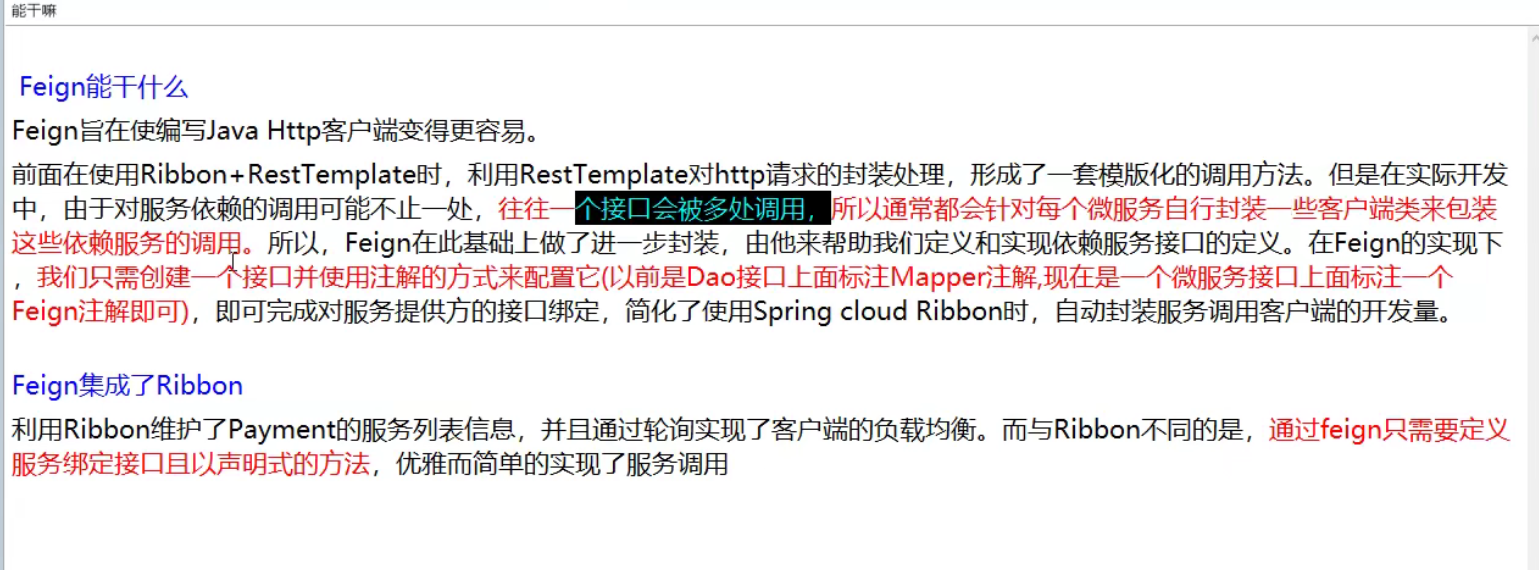 能干嘛
Feign能干什么
Feign旨在使编写Java Http客户端变得更容易。
前面在使用Ribbon+RestTemplate时，利用RestTemplate对http请求的封装处理，形成了一套模版化的调用方法。但是在实际开发
中，由于对服务依赖的调用可能不止一处，往往一个接口会被多处调用，所以通常都会针对每个微服务自行封装一些客户端类来包装
这些依赖服务的调用。所以，Feign在此基础上做了进一步封装，由他来帮助我们定义和实现依赖服务接口的定义。在Feign的实现下
，我们只需创建一个接口并使用注解的方式来配置它(以前是Dao接口上面标注Mapper注解,现在是一个微服务接口上面标注一个
Feign注解即可)，即可完成对服务提供方的接口绑定，简化了使用Spring cloud Ribbon时，自动封装服务调用客户端的开发量。
Feign集成了Ribbon
利用Ribbon维护了Payment的服务列表信息，并且通过轮询实现了客户端的负载均衡。而与Ribbon不同的是，通过feign只需要定义
服务绑定接口且以声明式的方法，优雅而简单的实现了服务调用